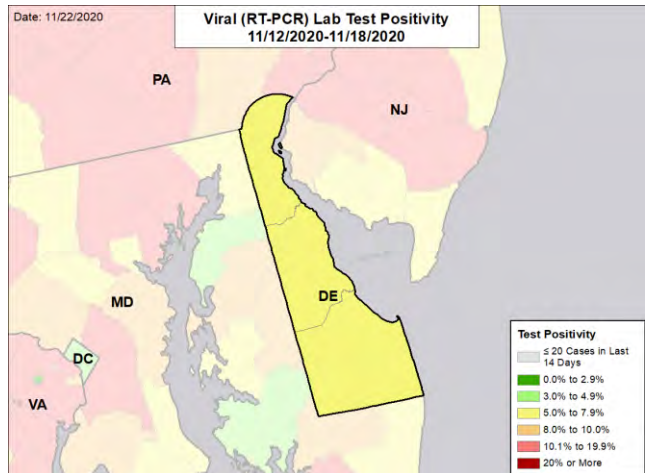 Date: 11/22/2020
Viral (RT-PCR) Lab Test Positivity
11/12/2020-11/18/2020
PA
NJ
MD
DE
DC
VA
Test Positivity
≤ 20 Cases in Last
14 Days
0.0% to 2.9%
3.0% to 4.9%
5.0% to 7.9%
8.0% to 10.0%
10.1% to 19.9%
20% or More